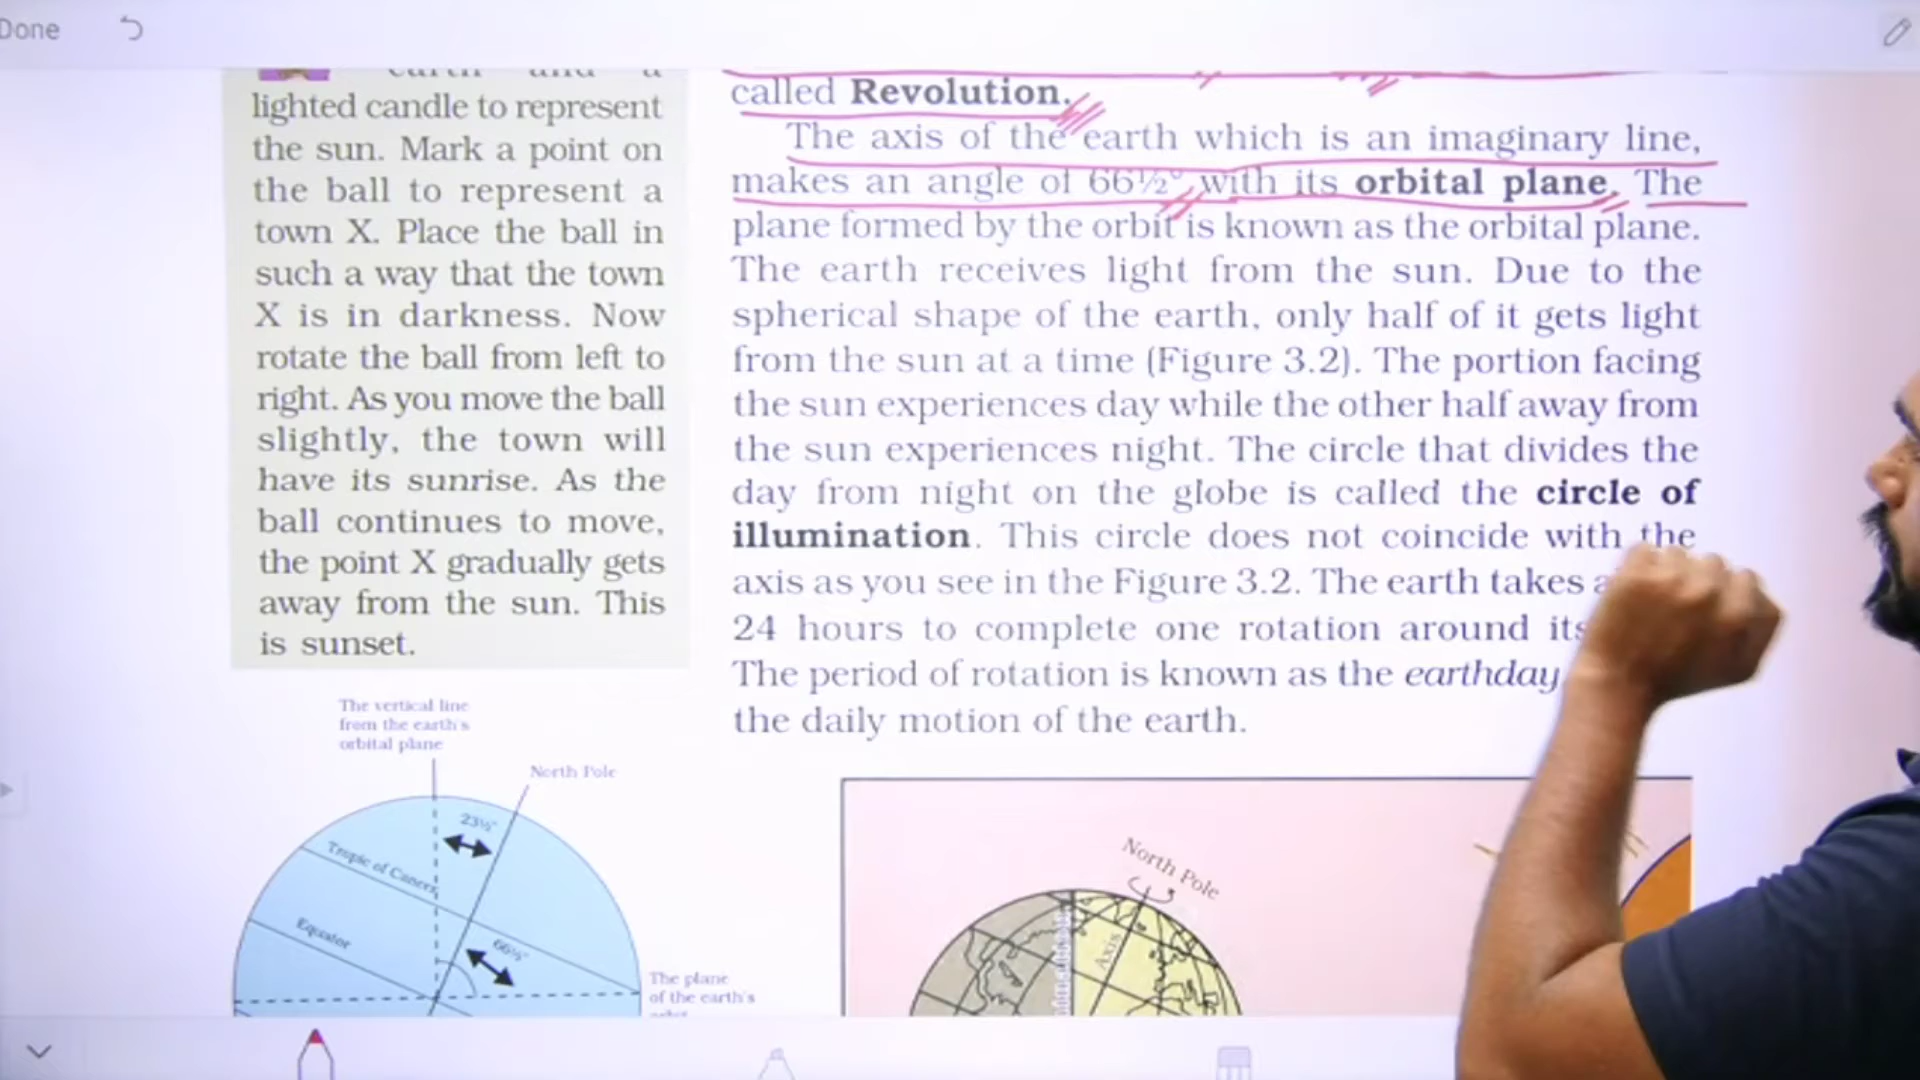 Done
lighted candle to represent
the sun. Mark a point on
the ball to represent a
town X. Place the ball in
such a way that the town
X is in darkness. Now
rotate the ball from left to
right. As you move the ball
slightly, the town will
have its sunrise. As the
ball continues to move,
the point X gradually gets
away from the sun. This
is sunset.
called Revolution.
The axis of the earth which is an imaginary line,
makes an angle of 66½° with its orbital plane. The
plane formed by the orbit is known as the orbital plane.
The earth receives light from the sun. Due to the
spherical shape of the earth, only half of it gets light
from the sun at a time (Figure 3.2). The portion facing
the sun experiences day while the other half away from
the sun experiences night. The circle that divides the
day from night on the globe is called the circle of
illumination. This circle does not coincide with the
axis as you see in the Figure 3.2. The earth takes
24 hours to complete one rotation around its
The period of rotation is known as the earthday
the daily motion of the earth.
The vertical line
from the earth's
orbital plane
North Pole
23½°
Tropic of Cancer
Equator
66½°
The plane
of the earth's
North Pole
Axis